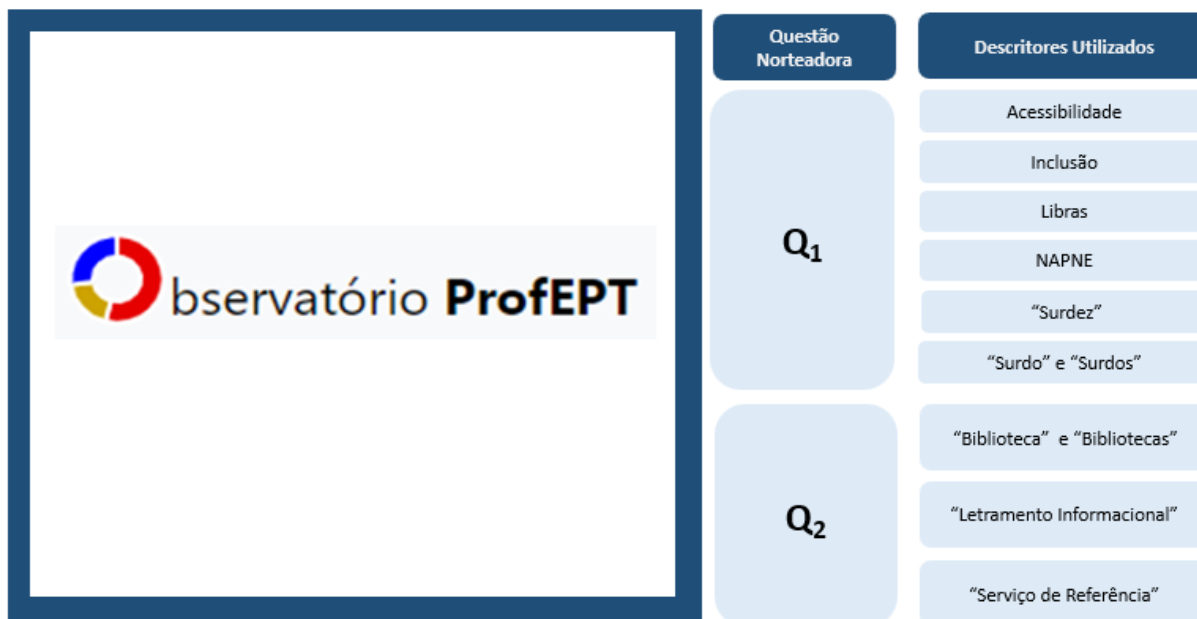 Observatório ProfEPT
Questão
Norteadora
Descritores Utilizados
Q1
Acessibilidade
Inclusão
Libras
NAPNE
“Surdez”
“Surdo” e “Surdos”
Q2
“Biblioteca” e “Bibliotecas”
“Letramento Informacional”
“Serviço de Referência”